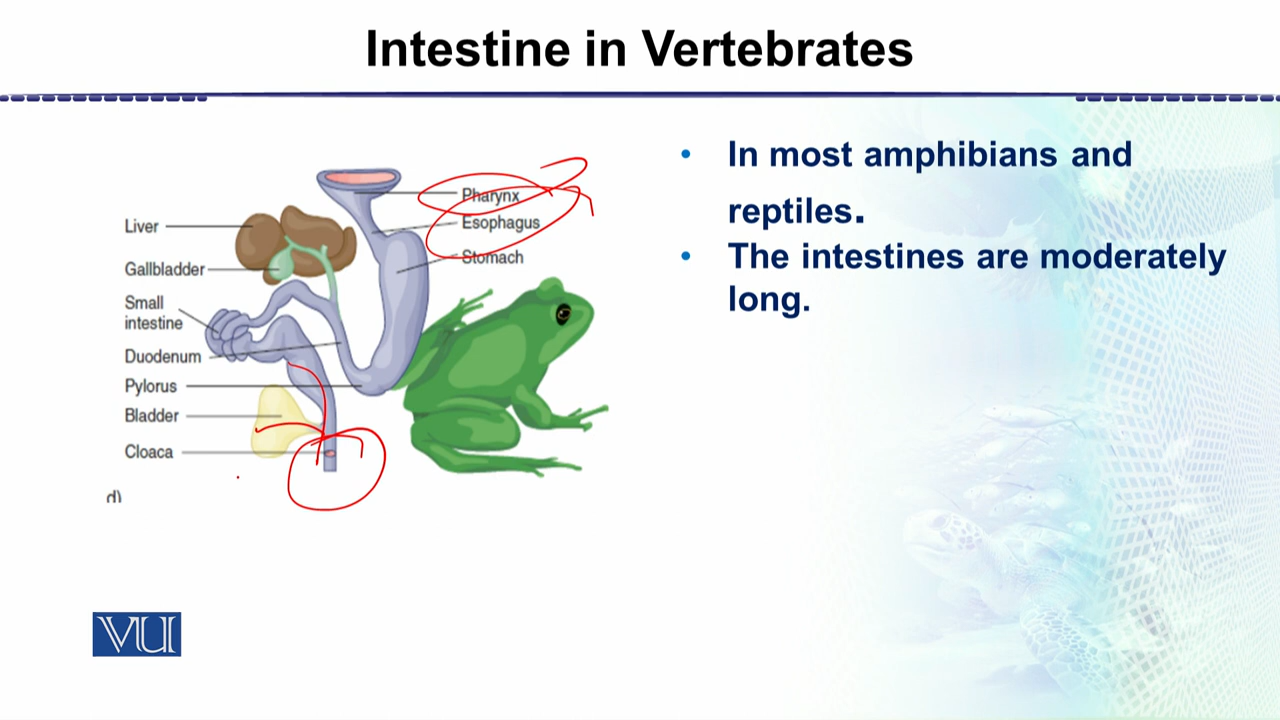 Intestine in Vertebrates
Pharynx
Liver
Esophagus
Stomach
Gallbladder
Small
intestine
Duodenum
Pylorus
Bladder
Cloaca
d)
• In most amphibians and
reptiles.
• The intestines are moderately
long.
VU